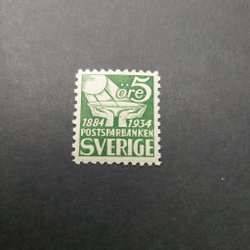 öre 5
1884 1934
POSTSPARBANKEN
SVERIGE